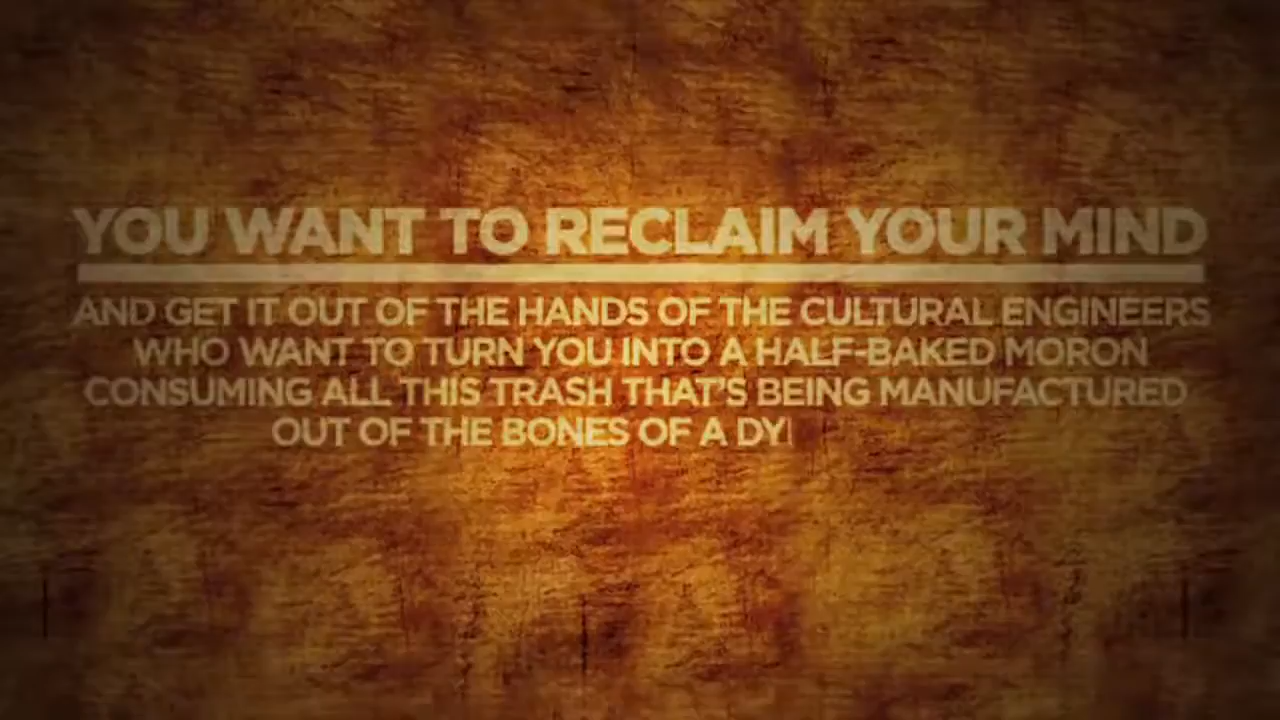 YOU WANT TO RECLAIM YOUR MIND
AND GET IT OUT OF THE HANDS OF THE CULTURAL ENGINEERS
WHO WANT TO TURN YOU INTO A HALF-BAKED MORON
CONSUMING ALL THIS TRASH THAT'S BEING MANUFACTURED
OUT OF THE BONES OF A DY